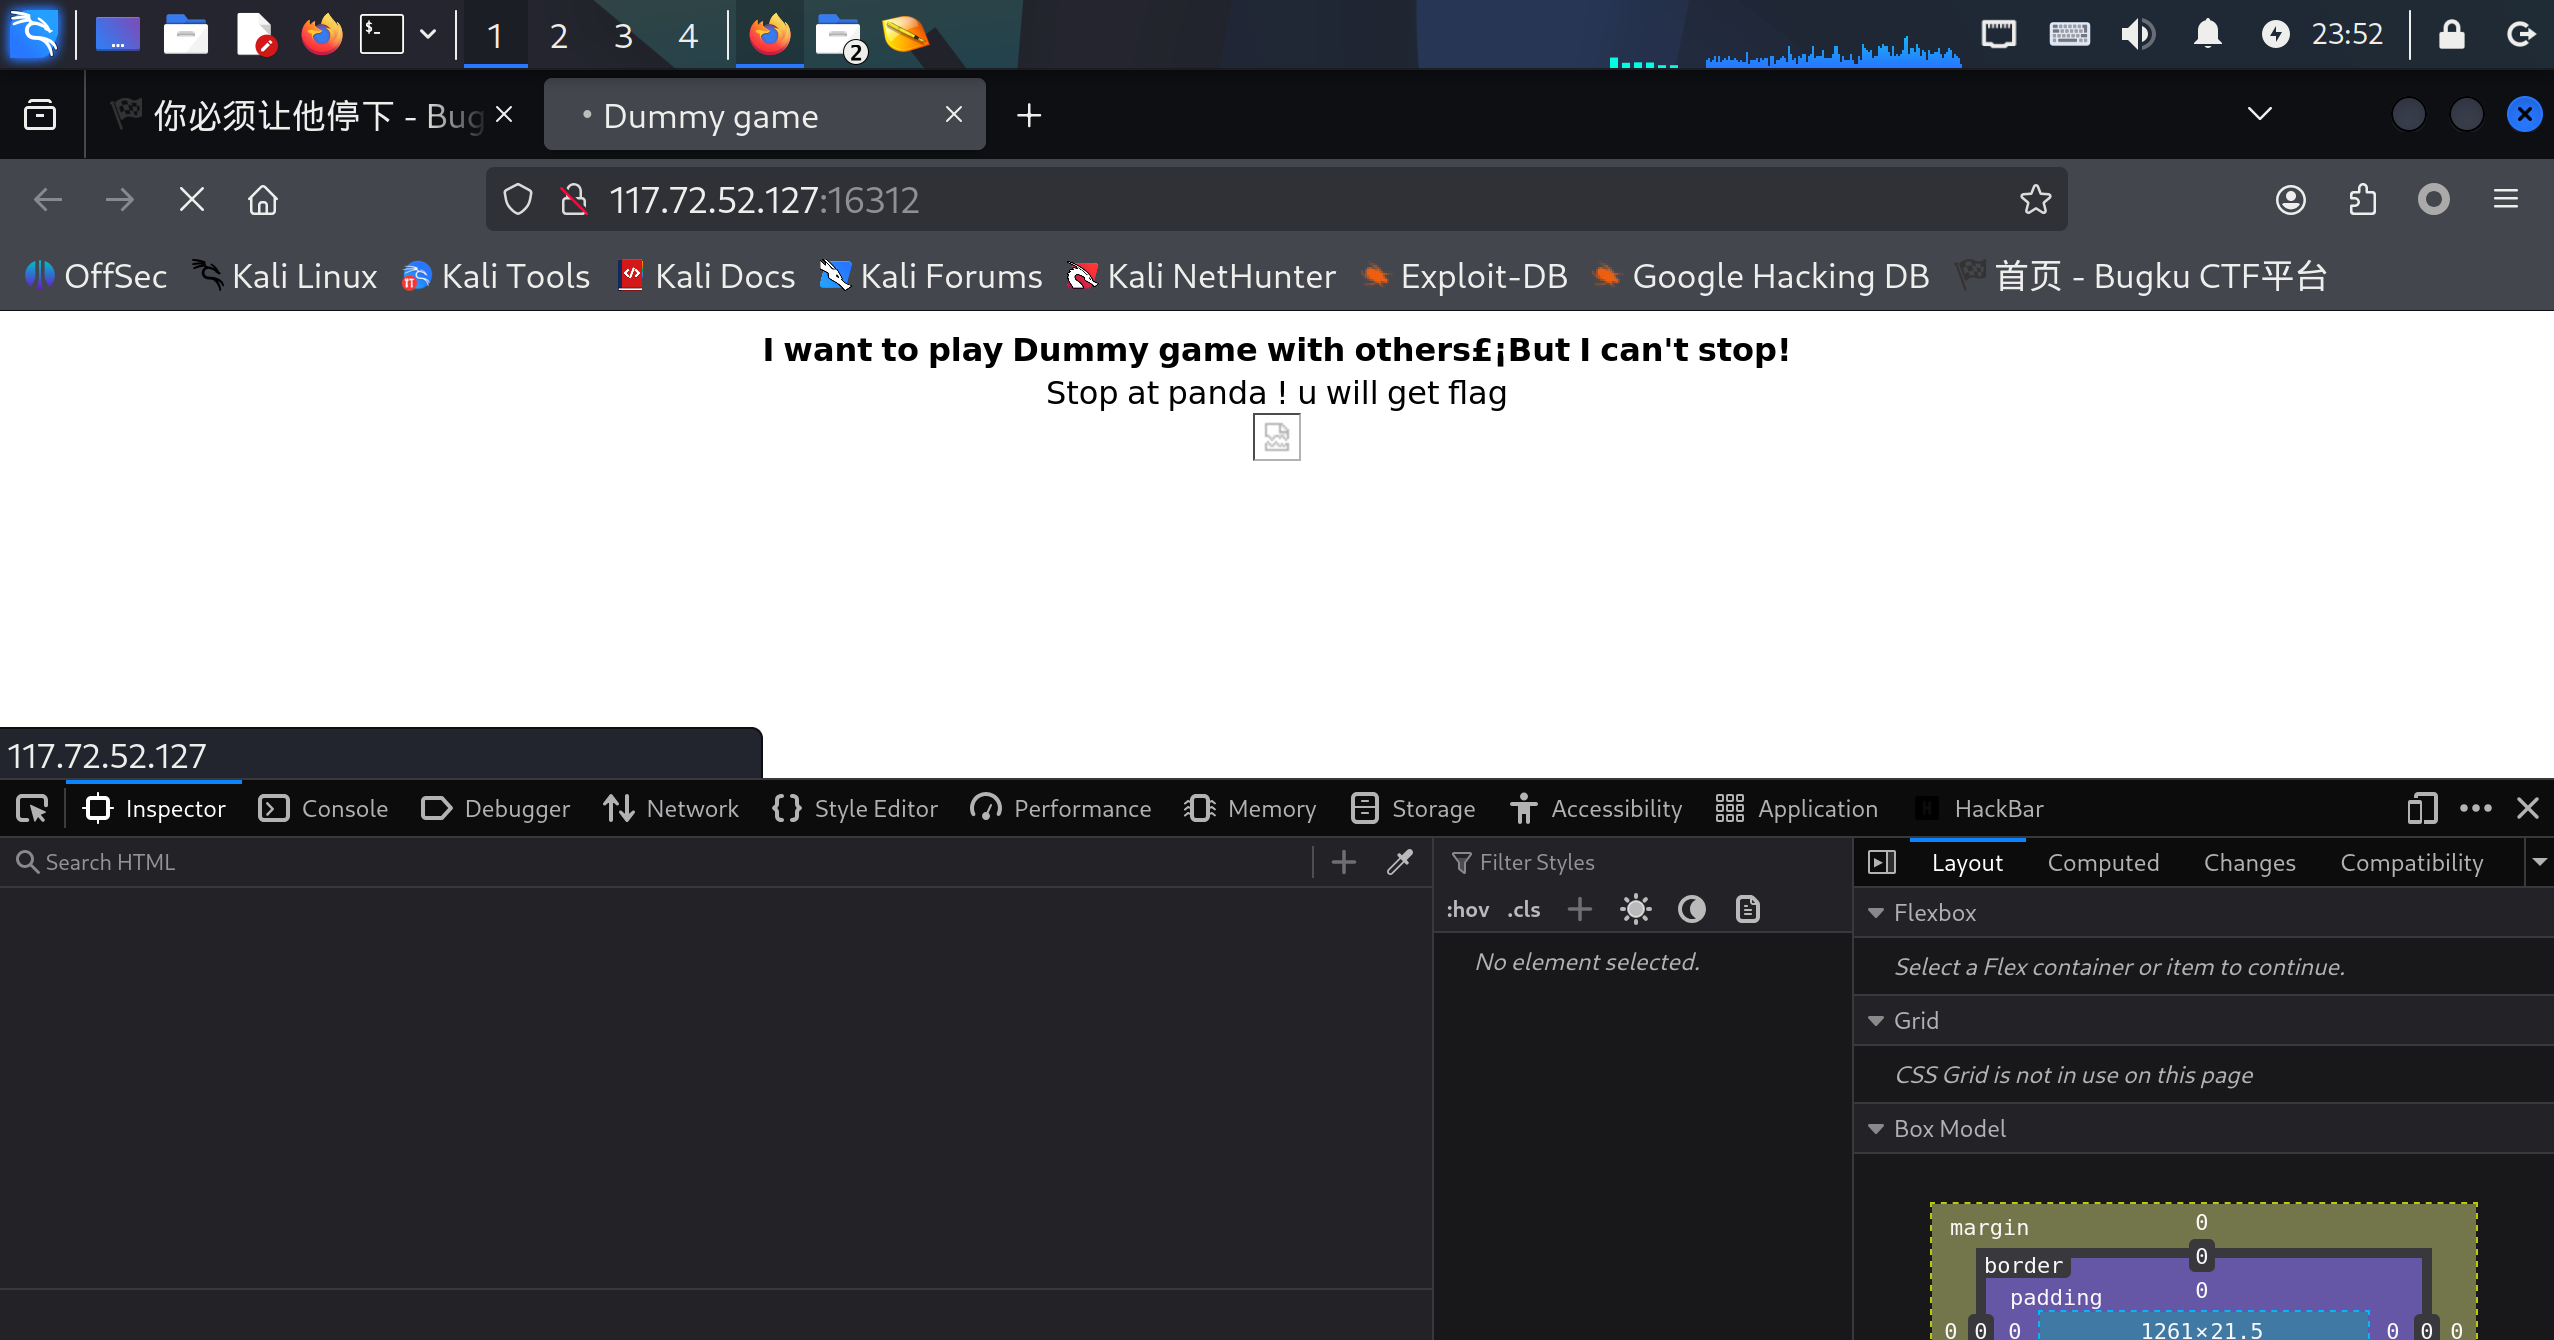 1 2 3 4 2 23:52
你必须让他停下 - Bug Dummy game
117.72.52.127:16312
OffSec Kali Linux Kali Tools Kali Docs Kali Forums Kali NetHunter Exploit-DB Google Hacking DB 首页 - Bugku CTF平台
I want to play Dummy game with others£¡But I can't stop!
Stop at panda ! u will get flag
117.72.52.127
Inspector Console Debugger Network Style Editor Performance Memory Storage Accessibility Application HackBar
Search HTML Filter Styles Layout Computed Changes Compatibility
:hov .cls
Flexbox
No element selected.
Select a Flex container or item to continue.
Grid
CSS Grid is not in use on this page
Box Model
margin 0
border 0
padding 0
0 0 0 1261×21.5 0 0 0